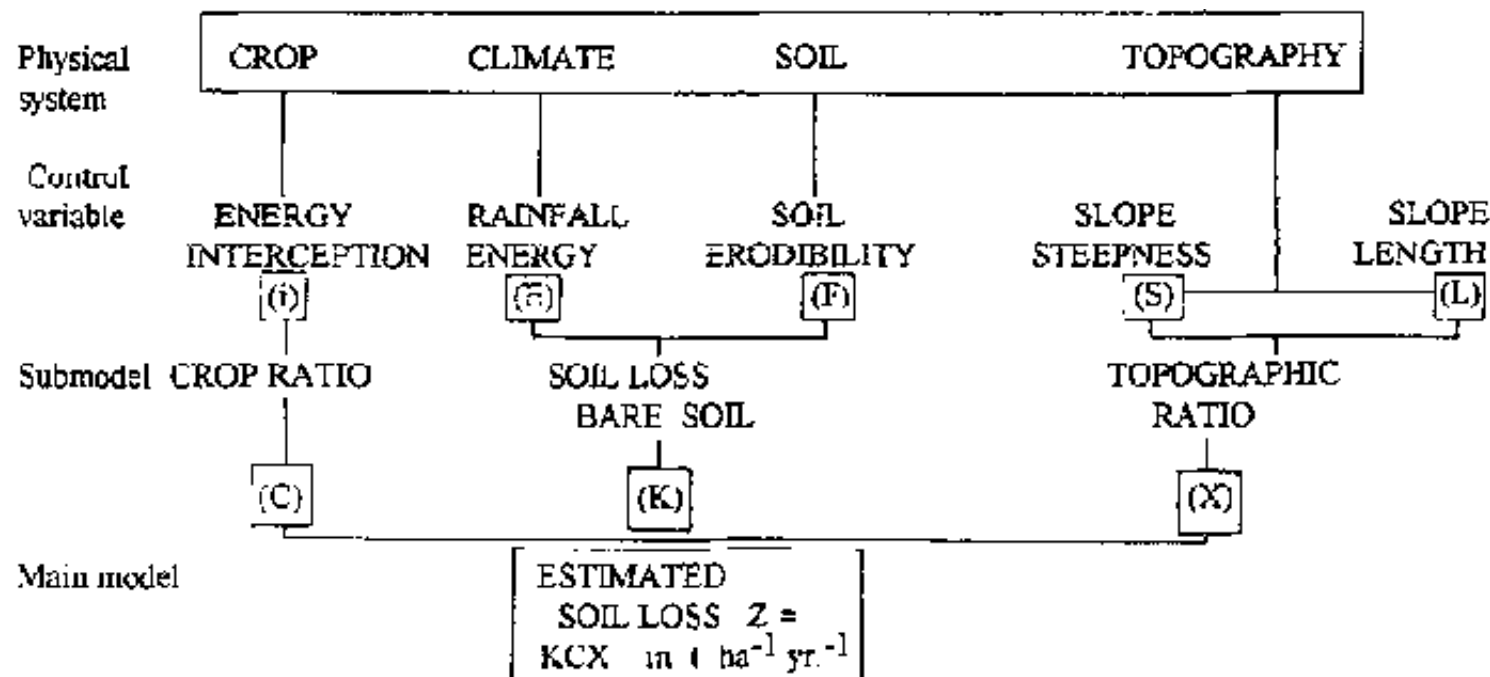 Physical system
CROP CLIMATE SOIL TOPOGRAPHY
Control variable
ENERGY INTERCEPTION
RAINFALL ENERGY
SOIL ERODIBILITY
SLOPE STEEPNESS
SLOPE LENGTH
(i) (F) (S) (L)
Submodel CROP RATIO
SOIL LOSS
BARE SOIL
TOPOGRAPHIC
RATIO
(C) (K) (X)
Main model
ESTIMATED
SOIL LOSS Z =
KCX in t ha⁻¹ yr.⁻¹